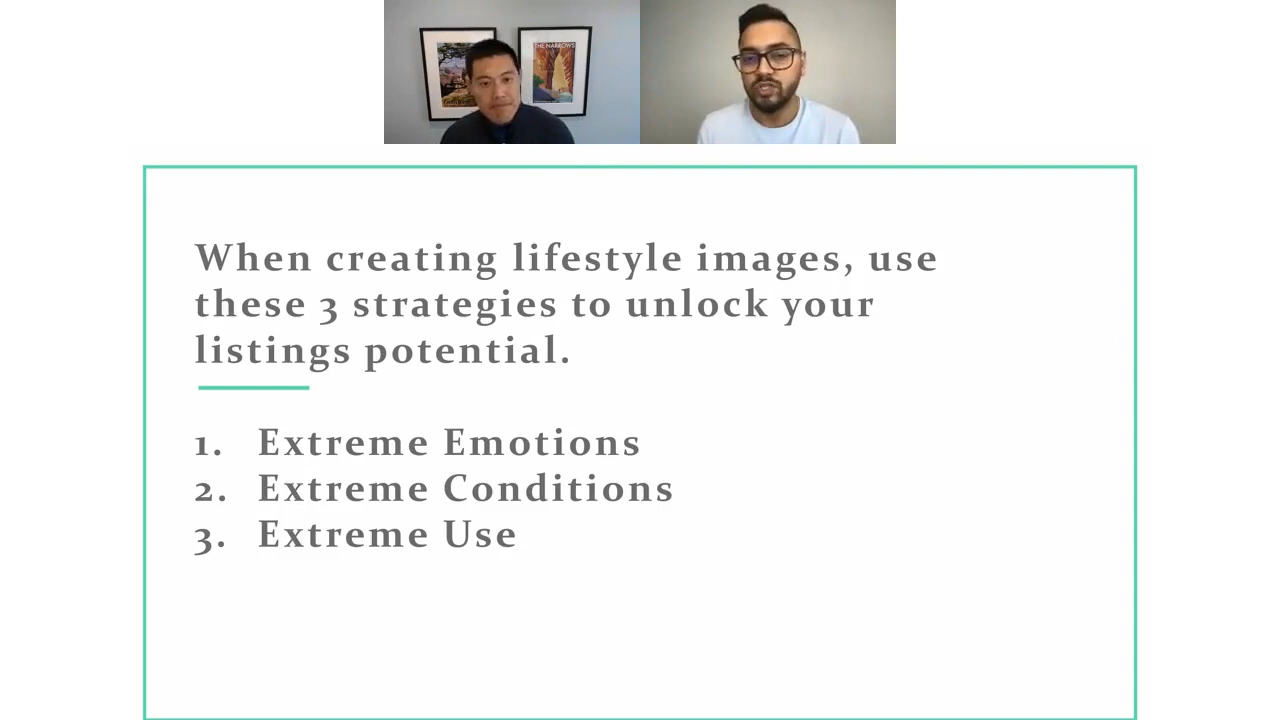 THE NARROWS
When creating lifestyle images, use
these 3 strategies to unlock your
listings potential.
1. Extreme Emotions
2. Extreme Conditions
3. Extreme Use